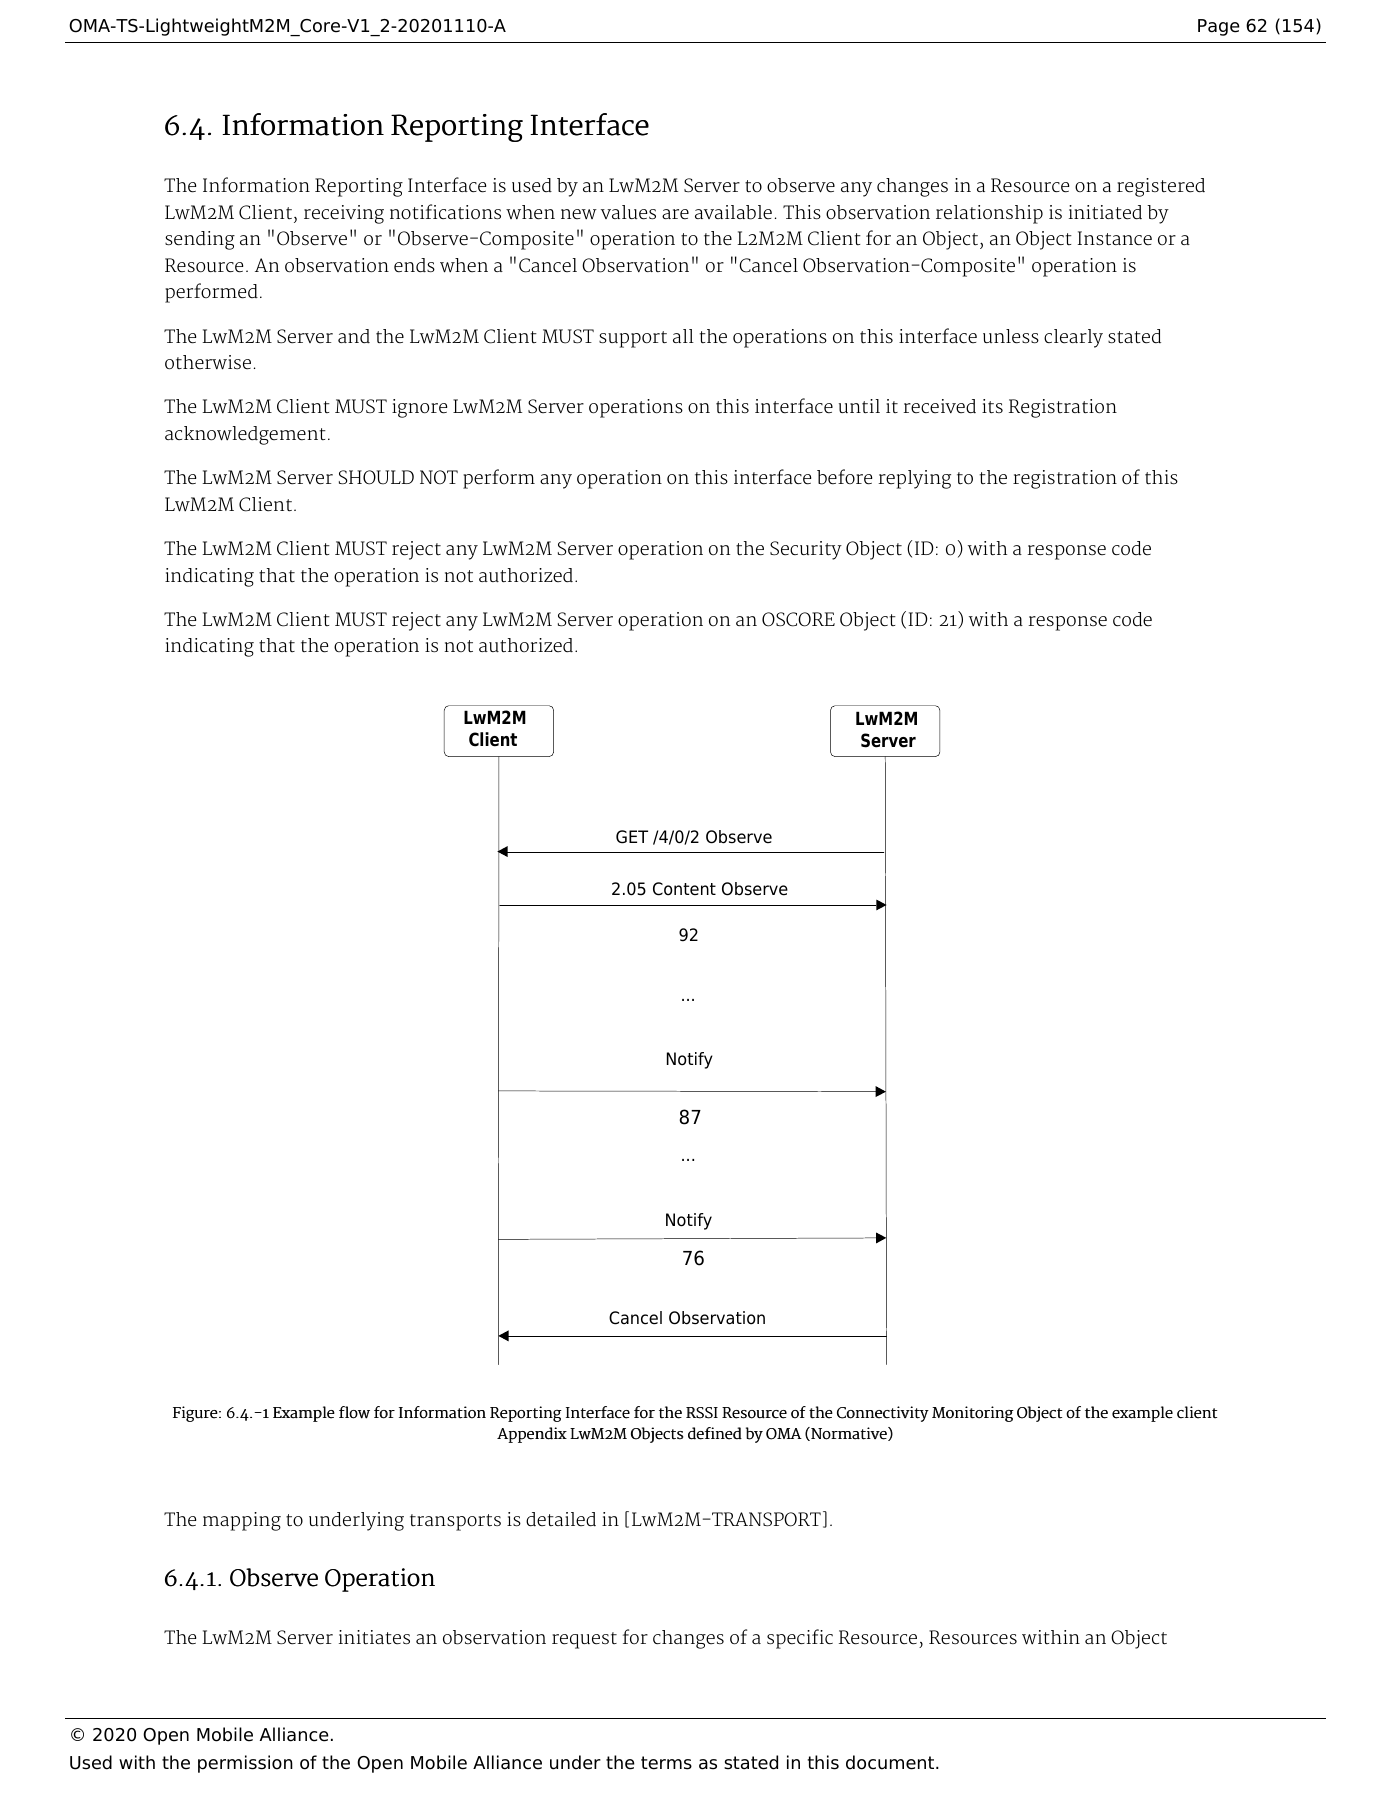 OMA-TS-LightweightM2M_Core-V1_2-20201110-A
Page 62 (154)
6.4. Information Reporting Interface
The Information Reporting Interface is used by an LwM2M Server to observe any changes in a Resource on a registered
LwM2M Client, receiving notifications when new values are available. This observation relationship is initiated by
sending an "Observe" or "Observe-Composite" operation to the L2M2M Client for an Object, an Object Instance or a
Resource. An observation ends when a "Cancel Observation" or "Cancel Observation-Composite" operation is
performed.
The LwM2M Server and the LwM2M Client MUST support all the operations on this interface unless clearly stated
otherwise.
The LwM2M Client MUST ignore LwM2M Server operations on this interface until it received its Registration
acknowledgement.
The LwM2M Server SHOULD NOT perform any operation on this interface before replying to the registration of this
LwM2M Client.
The LwM2M Client MUST reject any LwM2M Server operation on the Security Object (ID: 0) with a response code
indicating that the operation is not authorized.
The LwM2M Client MUST reject any LwM2M Server operation on an OSCORE Object (ID: 21) with a response code
indicating that the operation is not authorized.
LwM2M
Client
LwM2M
Server
GET /4/0/2 Observe
2.05 Content Observe
92
...
Notify
87
...
Notify
76
Cancel Observation
Figure: 6.4.-1 Example flow for Information Reporting Interface for the RSSI Resource of the Connectivity Monitoring Object of the example client
Appendix LwM2M Objects defined by OMA (Normative)
The mapping to underlying transports is detailed in [LwM2M-TRANSPORT].
6.4.1. Observe Operation
The LwM2M Server initiates an observation request for changes of a specific Resource, Resources within an Object
© 2020 Open Mobile Alliance.
Used with the permission of the Open Mobile Alliance under the terms as stated in this document.